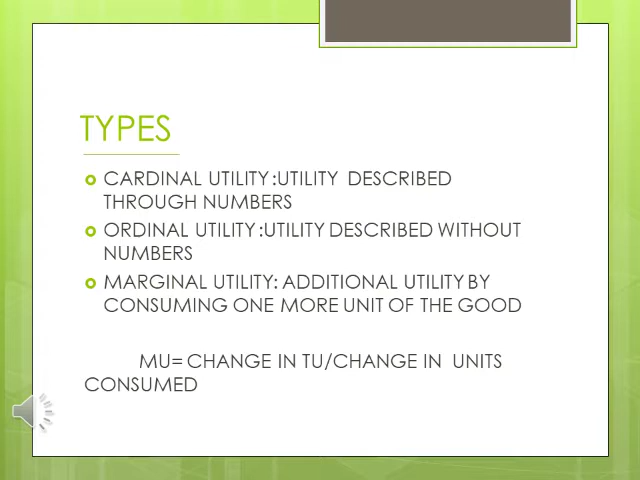 TYPES
CARDINAL UTILITY :UTILITY DESCRIBED
THROUGH NUMBERS
ORDINAL UTILITY :UTILITY DESCRIBED WITHOUT
NUMBERS
MARGINAL UTILITY: ADDITIONAL UTILITY BY
CONSUMING ONE MORE UNIT OF THE GOOD
MU= CHANGE IN TU/CHANGE IN UNITS
CONSUMED